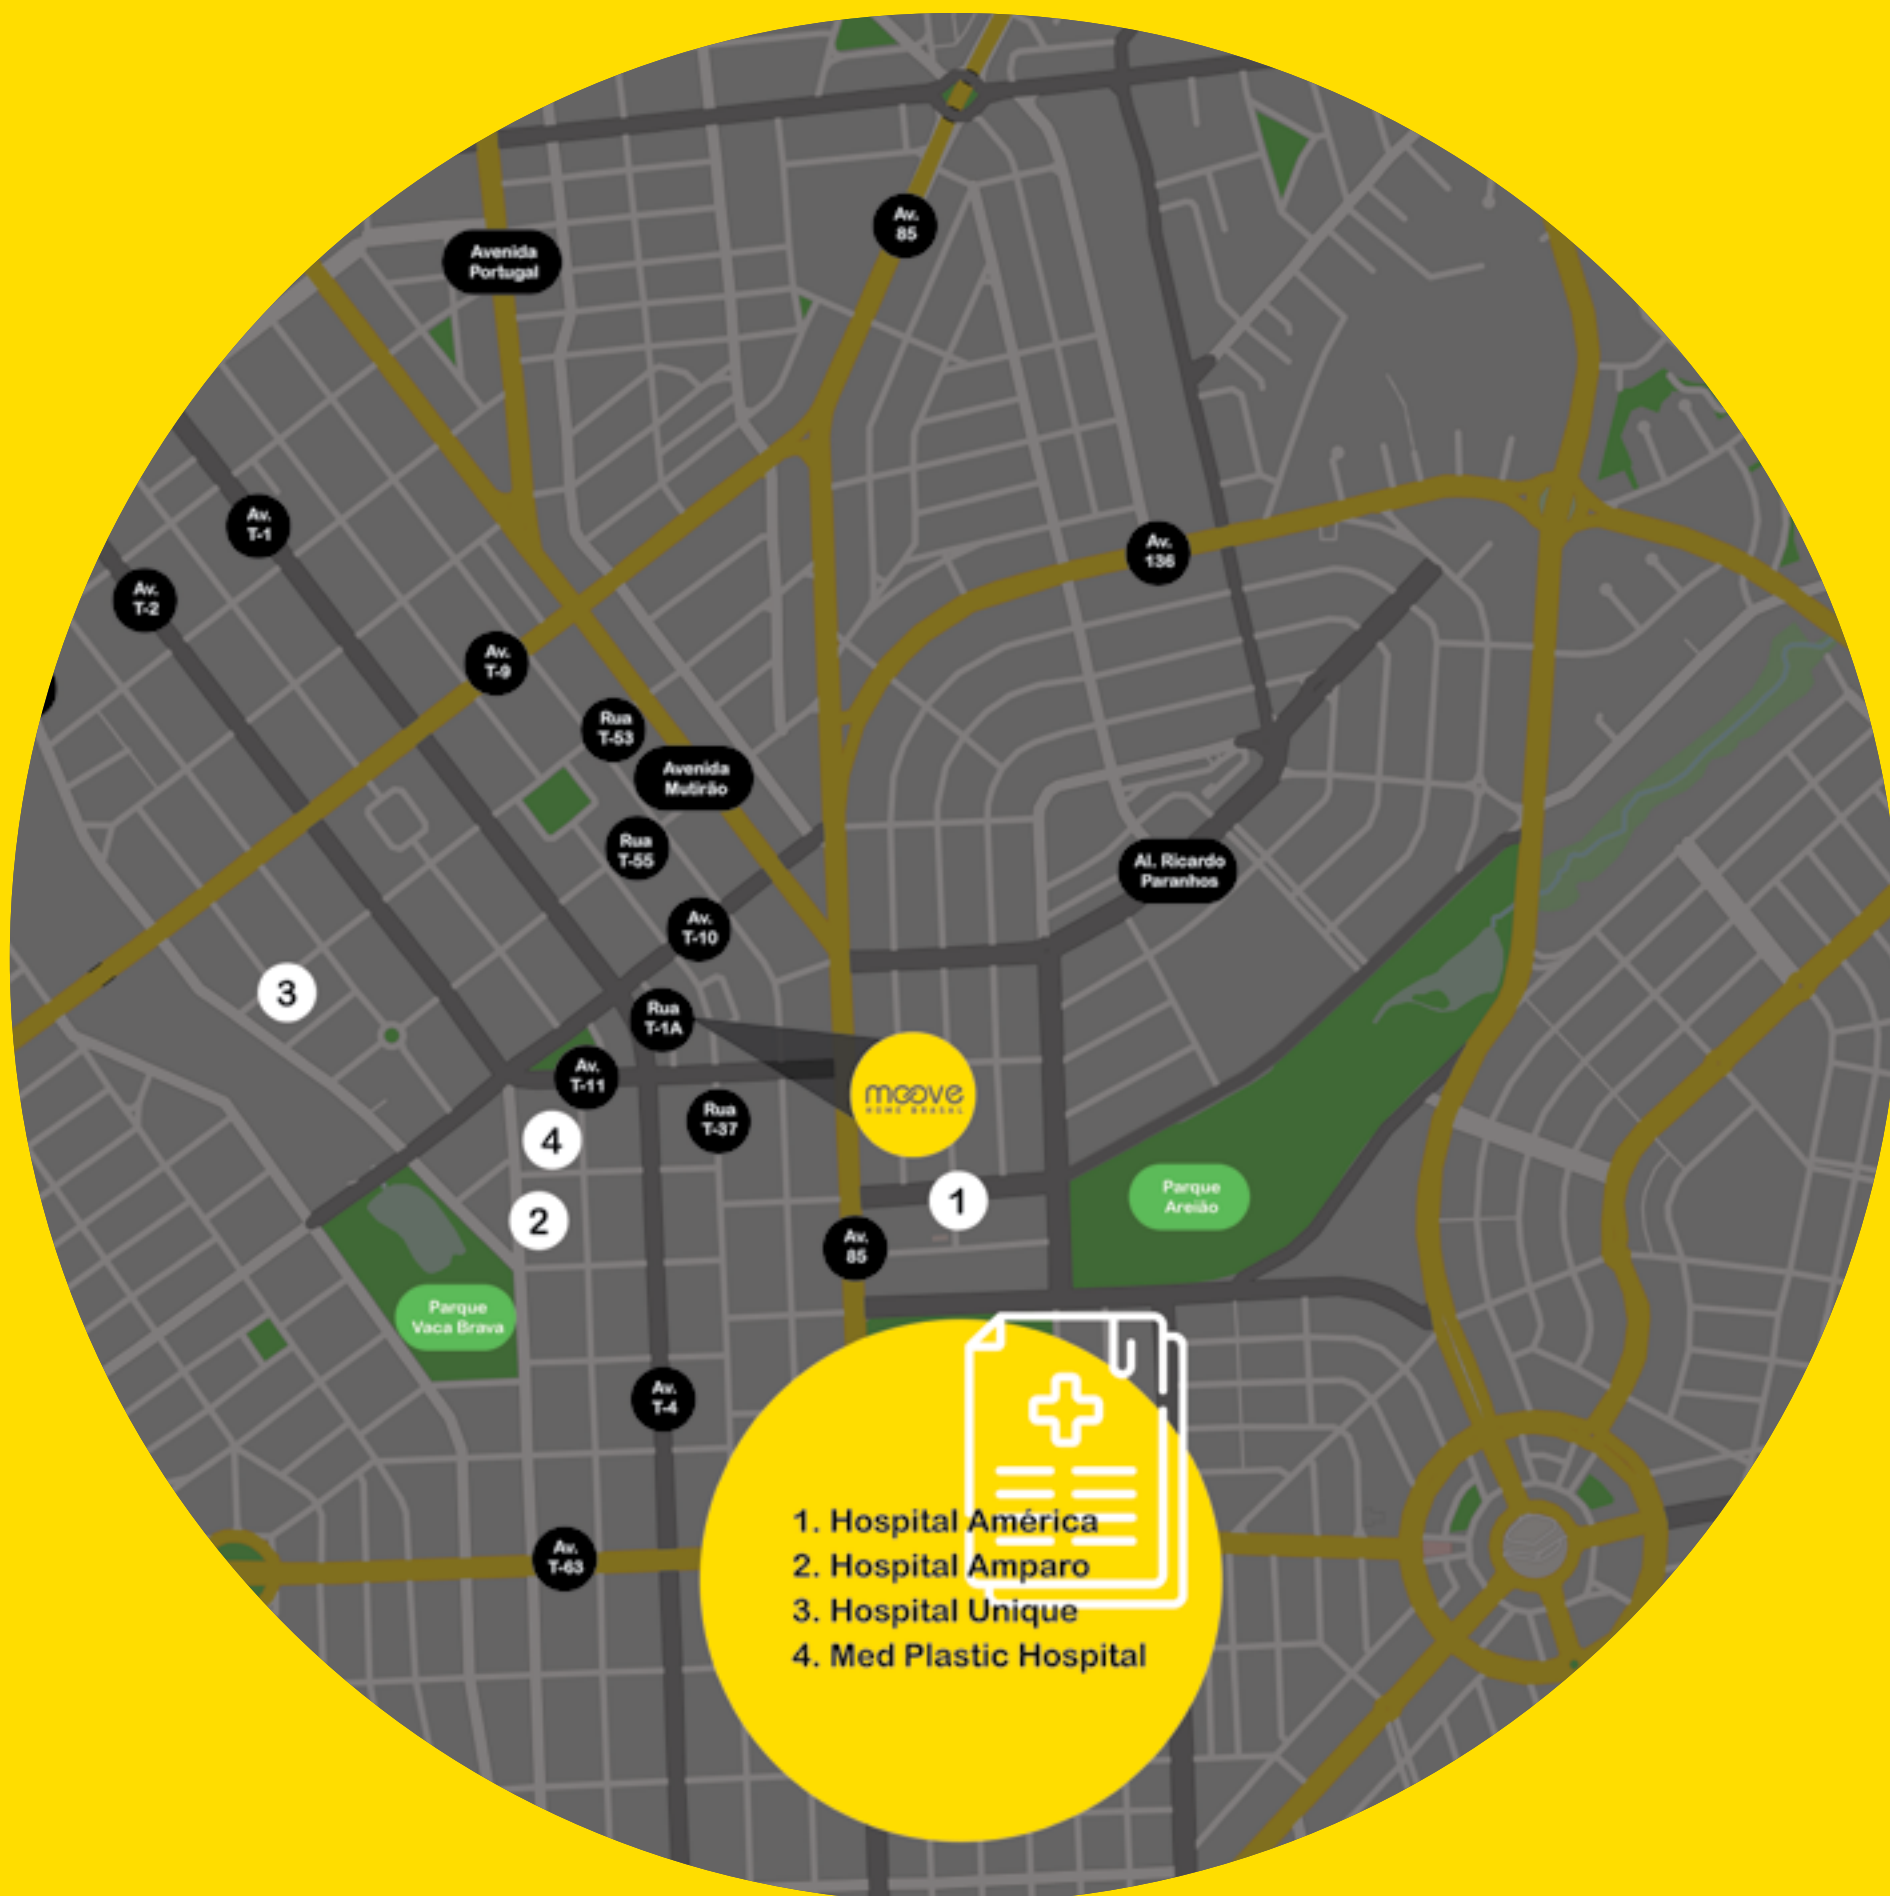 Av.
85
Avenida
Portugal
Av.
T-1
Av.
136
Av.
T-2
Av.
T-9
Rua
T-53
Avenida
Mutirão
Rua
T-55
Al. Ricardo
Paranhos
Av.
T-10
3
Rua
T-1A
Av.
T-11
moove
HOME BRASAL
Rua
T-37
4
Parque
Areião
1
2
Av.
85
Parque
Vaca Brava
Av.
T-4
Av.
T-63
1. Hospital América
2. Hospital Amparo
3. Hospital Unique
4. Med Plastic Hospital